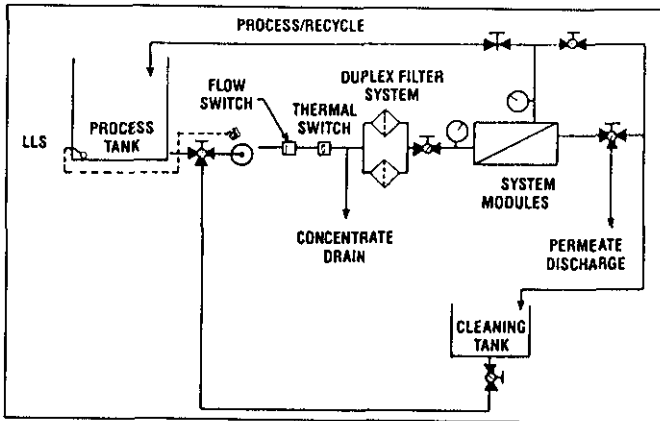 PROCESS/RECYCLE
FLOW
SWITCH
THERMAL
SWITCH
DUPLEX FILTER
SYSTEM
LLS
PROCESS
TANK
CONCENTRATE
DRAIN
SYSTEM
MODULES
PERMEATE
DISCHARGE
CLEANING
TANK